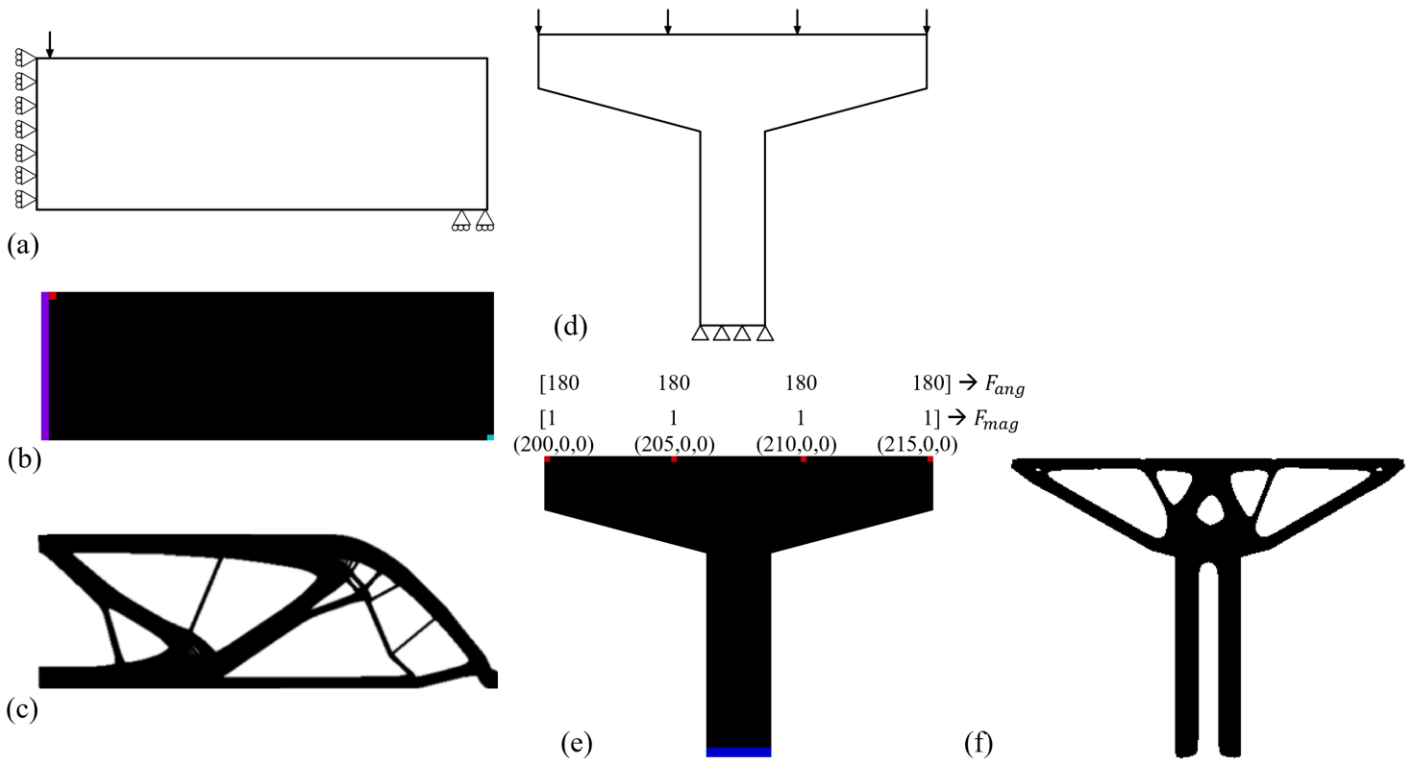 (a)
(b)
(c)
(d)
[180 180 180 180] → F_ang
[1 1 1 1] → F_mag
(200,0,0) (205,0,0) (210,0,0) (215,0,0)
(e)
(f)